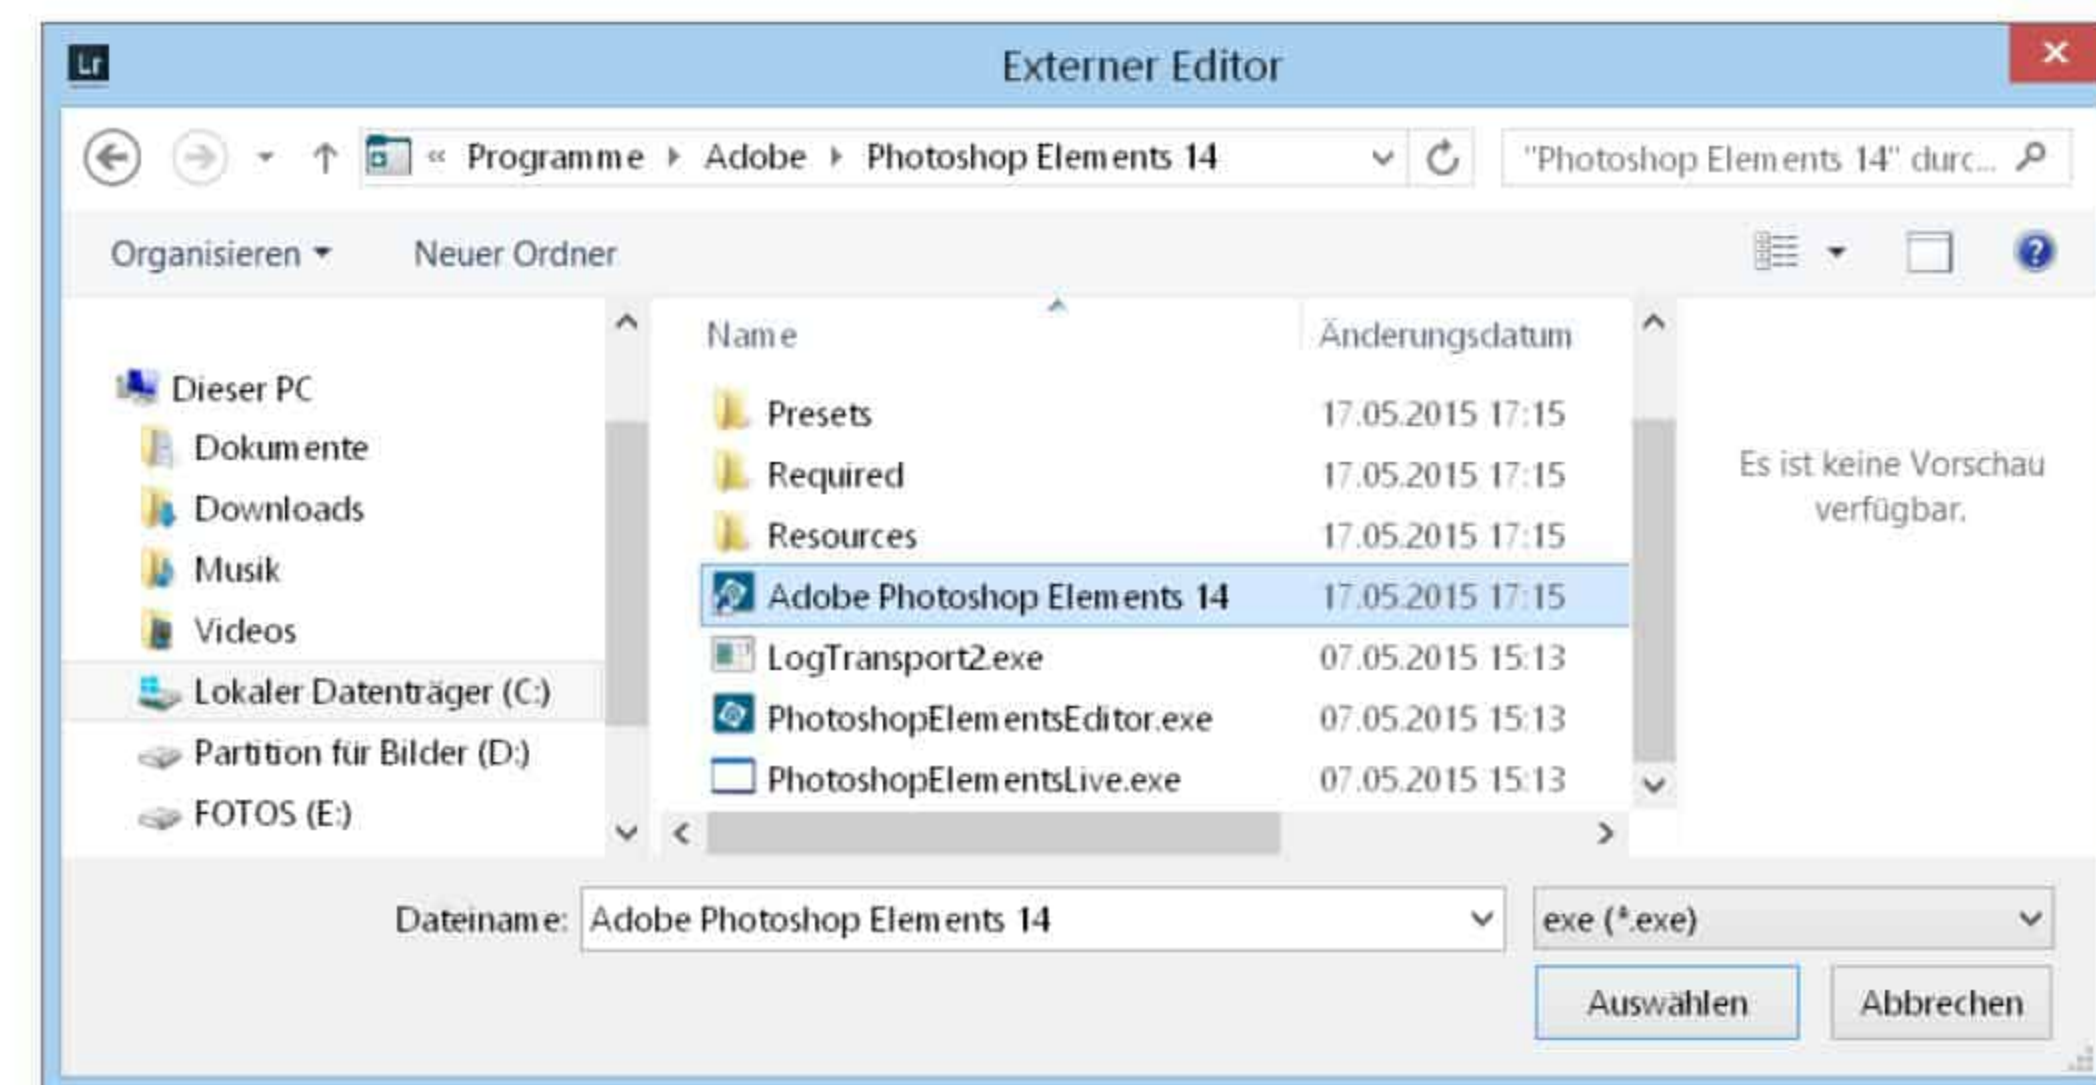 Lr Externer Editor
« Programme Adobe Photoshop Elements 14 "Photoshop Elements 14" durc...
Organisieren Neuer Ordner
Name Änderungsdatum
Dieser PC
Dokumente
Downloads
Musik
Videos
Lokaler Datenträger (C:)
Partition für Bilder (D:)
FOTOS (E:)
Presets 17.05.2015 17:15
Required 17.05.2015 17:15
Resources 17.05.2015 17:15
Adobe Photoshop Elements 14 17.05.2015 17:15
LogTransport2.exe 07.05.2015 15:13
PhotoshopElementsEditor.exe 07.05.2015 15:13
PhotoshopElementsLive.exe 07.05.2015 15:13
Es ist keine Vorschau
verfügbar.
Dateiname: Adobe Photoshop Elements 14 exe (*.exe)
Auswählen Abbrechen